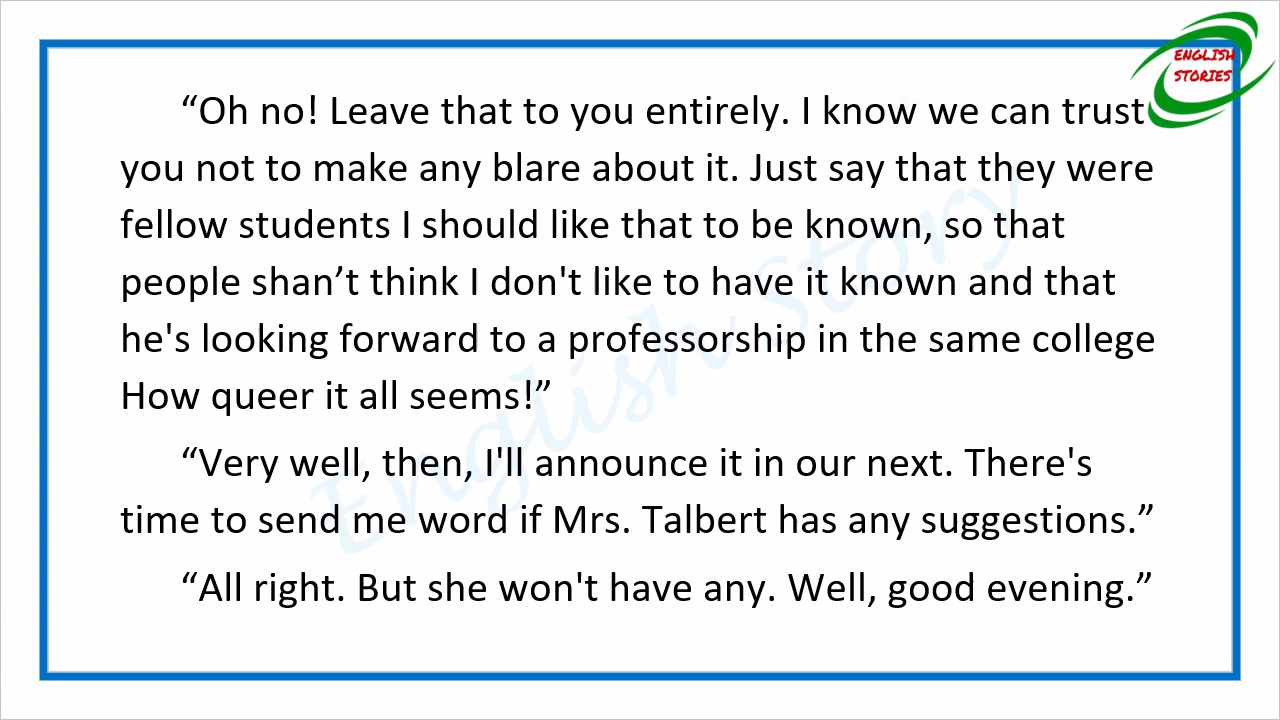 ENGLISH
STORIES
“Oh no! Leave that to you entirely. I know we can trust
you not to make any blare about it. Just say that they were
fellow students I should like that to be known, so that
people shan’t think I don't like to have it known and that
he's looking forward to a professorship in the same college
How queer it all seems!”
“Very well, then, I'll announce it in our next. There's
time to send me word if Mrs. Talbert has any suggestions.”
“All right. But she won't have any. Well, good evening.”
English Story